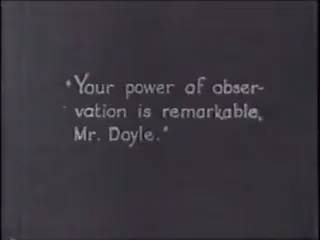 "Your power of obser-
vation is remarkable,
Mr. Doyle."